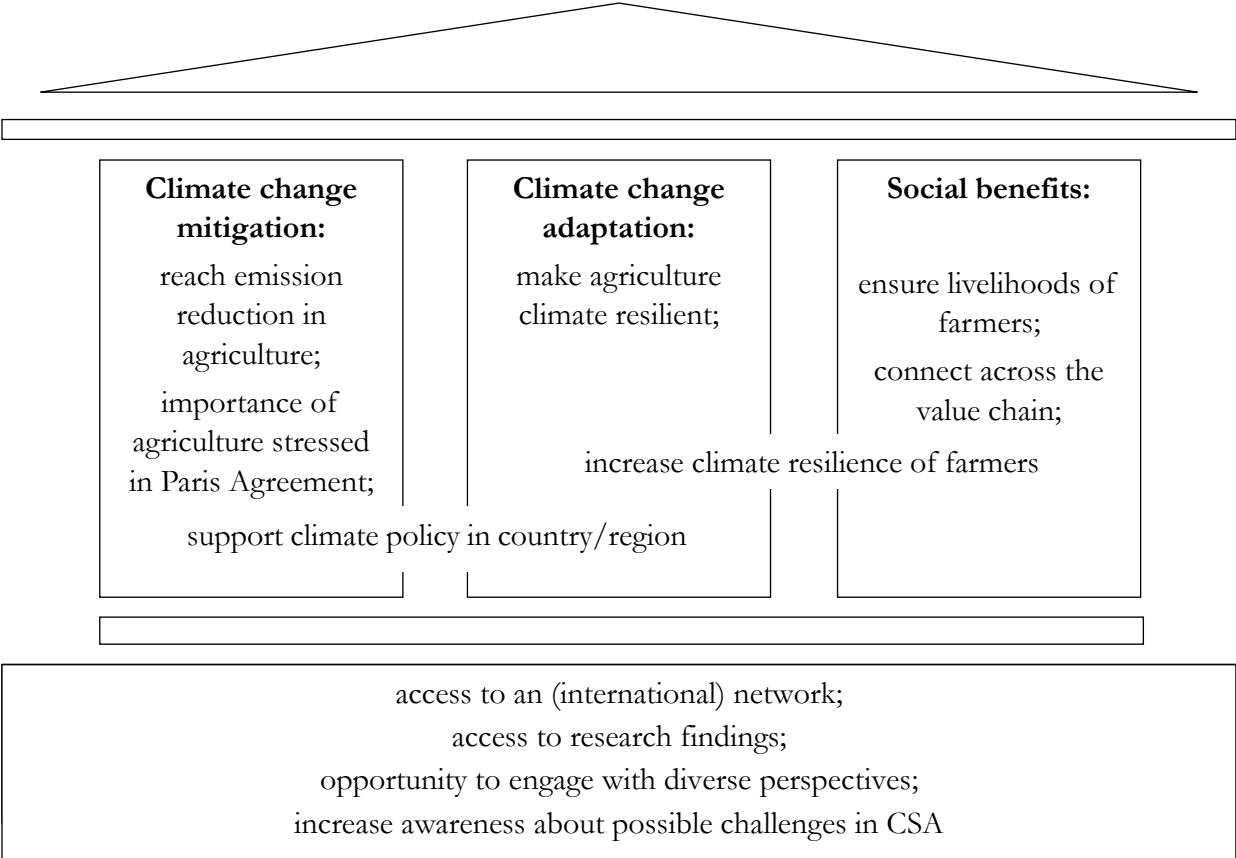 Climate change
mitigation:
reach emission
reduction in
agriculture;
importance of
agriculture stressed
in Paris Agreement;
Climate change
adaptation:
make agriculture
climate resilient;
Social benefits:
ensure livelihoods of
farmers;
connect across the
value chain;
increase climate resilience of farmers
support climate policy in country/region
access to an (international) network;
access to research findings;
opportunity to engage with diverse perspectives;
increase awareness about possible challenges in CSA